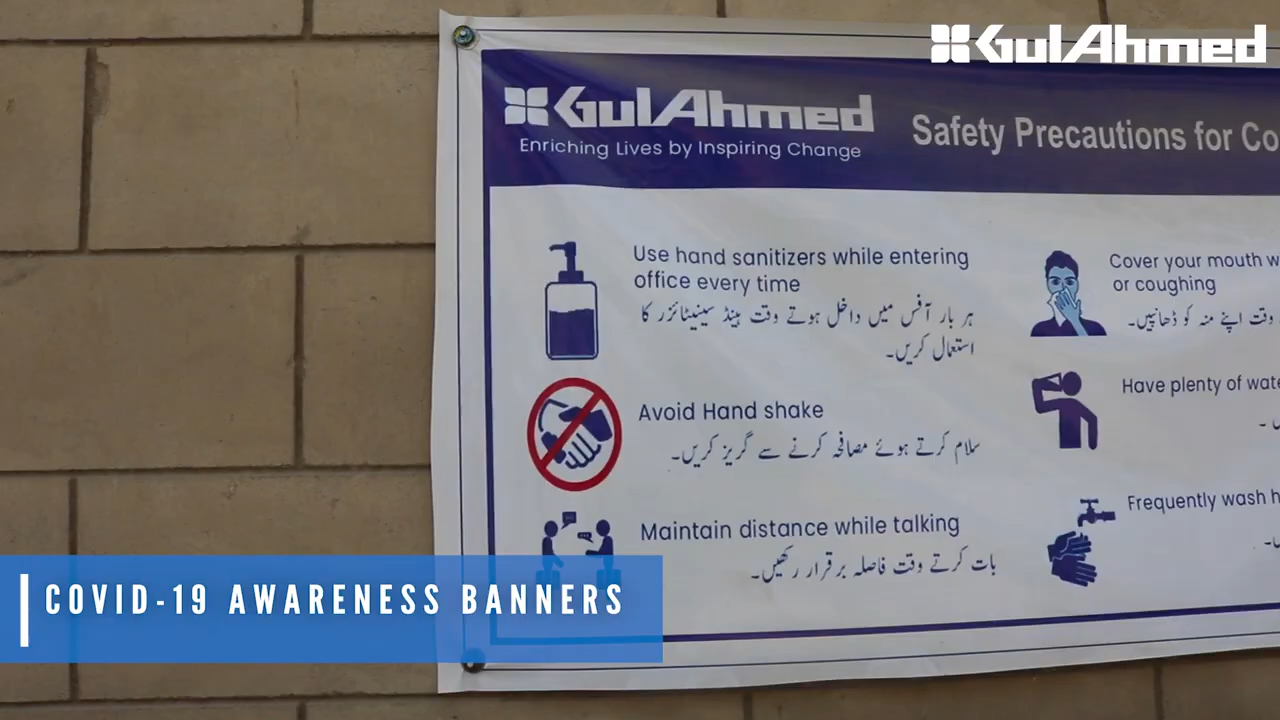 GulAhmed
GulAhmed
Enriching Lives by Inspiring Change
Safety Precautions for Co
Use hand sanitizers while entering
office every time
ہر بار آفس میں داخل ہوتے وقت ہینڈ سینیٹائزر کا
استعمال کریں۔
Avoid Hand shake
سلام کرتے ہوئے مصافحہ کرنے سے گریز کریں۔
Maintain distance while talking
بات کرتے وقت فاصلہ برقرار رکھیں۔
Cover your mouth w
or coughing
وقت اپنے منہ کو ڈھانپیں۔
Have plenty of wate
Frequently wash h
COVID-19 AWARENESS BANNERS